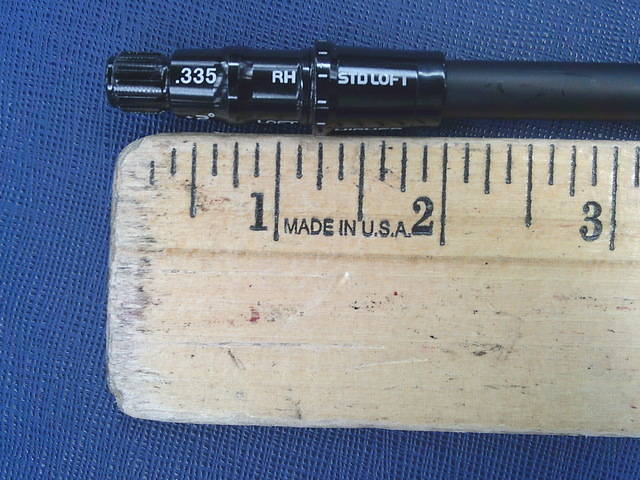 .335 RH STD LOFT
1 MADE IN U.S.A. 2 3